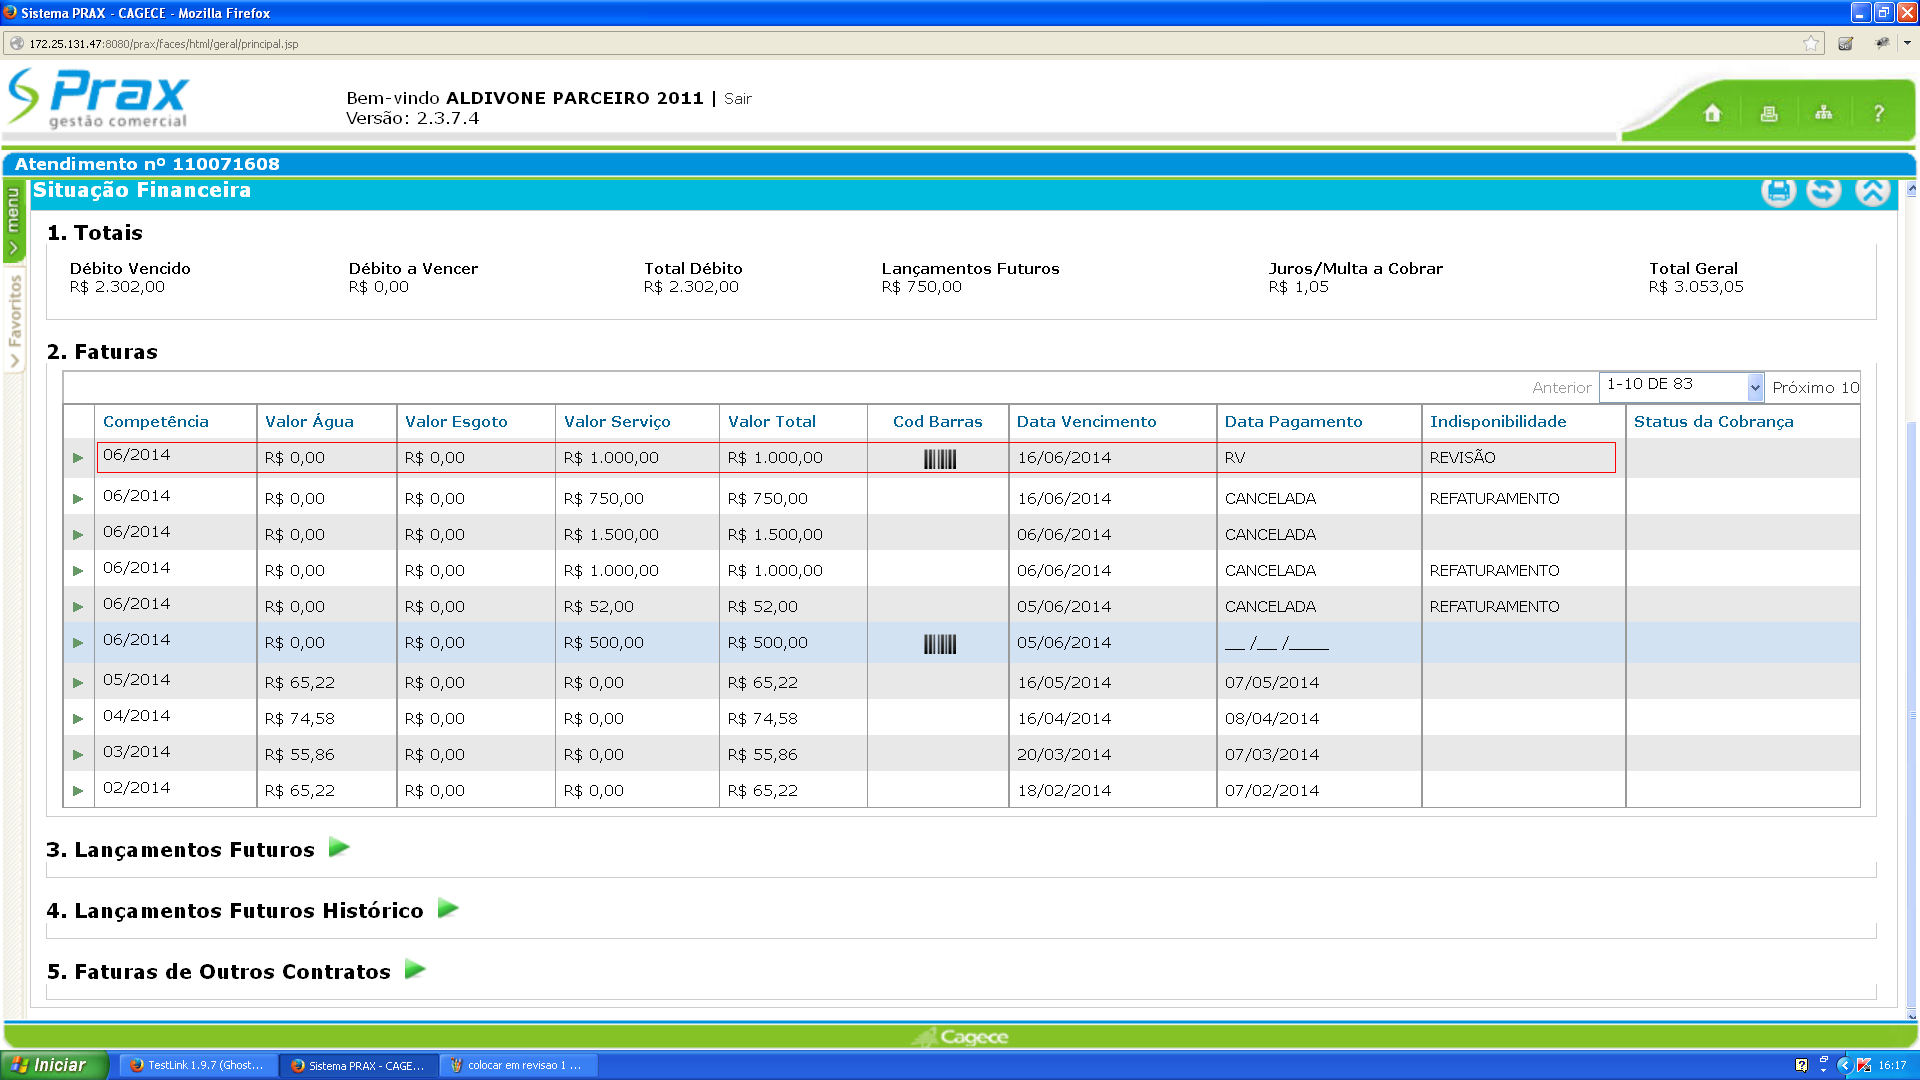 Sistema PRAX - CAGECE - Mozilla Firefox
172.25.131.47:8080/prax/faces/html/geral/principal.jsp
Prax
gestão comercial
Bem-vindo ALDIVONE PARCEIRO 2011 | Sair
Versão: 2.3.7.4
?
Atendimento nº 110071608
menu
Favoritos
Situação Financeira
1. Totais
Débito Vencido Débito a Vencer Total Débito Lançamentos Futuros Juros/Multa a Cobrar Total Geral
R$ 2.302,00 R$ 0,00 R$ 2.302,00 R$ 750,00 R$ 1,05 R$ 3.053,05
2. Faturas
Anterior 1-10 DE 83 Próximo 10
Competência Valor Água Valor Esgoto Valor Serviço Valor Total Cod Barras Data Vencimento Data Pagamento Indisponibilidade Status da Cobrança
06/2014 R$ 0,00 R$ 0,00 R$ 1.000,00 R$ 1.000,00 16/06/2014 RV REVISÃO
06/2014 R$ 0,00 R$ 0,00 R$ 750,00 R$ 750,00 16/06/2014 CANCELADA REFATURAMENTO
06/2014 R$ 0,00 R$ 0,00 R$ 1.500,00 R$ 1.500,00 06/06/2014 CANCELADA
06/2014 R$ 0,00 R$ 0,00 R$ 1.000,00 R$ 1.000,00 06/06/2014 CANCELADA REFATURAMENTO
06/2014 R$ 0,00 R$ 0,00 R$ 52,00 R$ 52,00 05/06/2014 CANCELADA REFATURAMENTO
06/2014 R$ 0,00 R$ 0,00 R$ 500,00 R$ 500,00 05/06/2014 __ /__ /____
05/2014 R$ 65,22 R$ 0,00 R$ 0,00 R$ 65,22 16/05/2014 07/05/2014
04/2014 R$ 74,58 R$ 0,00 R$ 0,00 R$ 74,58 16/04/2014 08/04/2014
03/2014 R$ 55,86 R$ 0,00 R$ 0,00 R$ 55,86 20/03/2014 07/03/2014
02/2014 R$ 65,22 R$ 0,00 R$ 0,00 R$ 65,22 18/02/2014 07/02/2014
3. Lançamentos Futuros
4. Lançamentos Futuros Histórico
5. Faturas de Outros Contratos
Cagece
Iniciar TestLink 1.9.7 (Ghost... Sistema PRAX - CAGE... colocar em revisao 1 ... 16:17